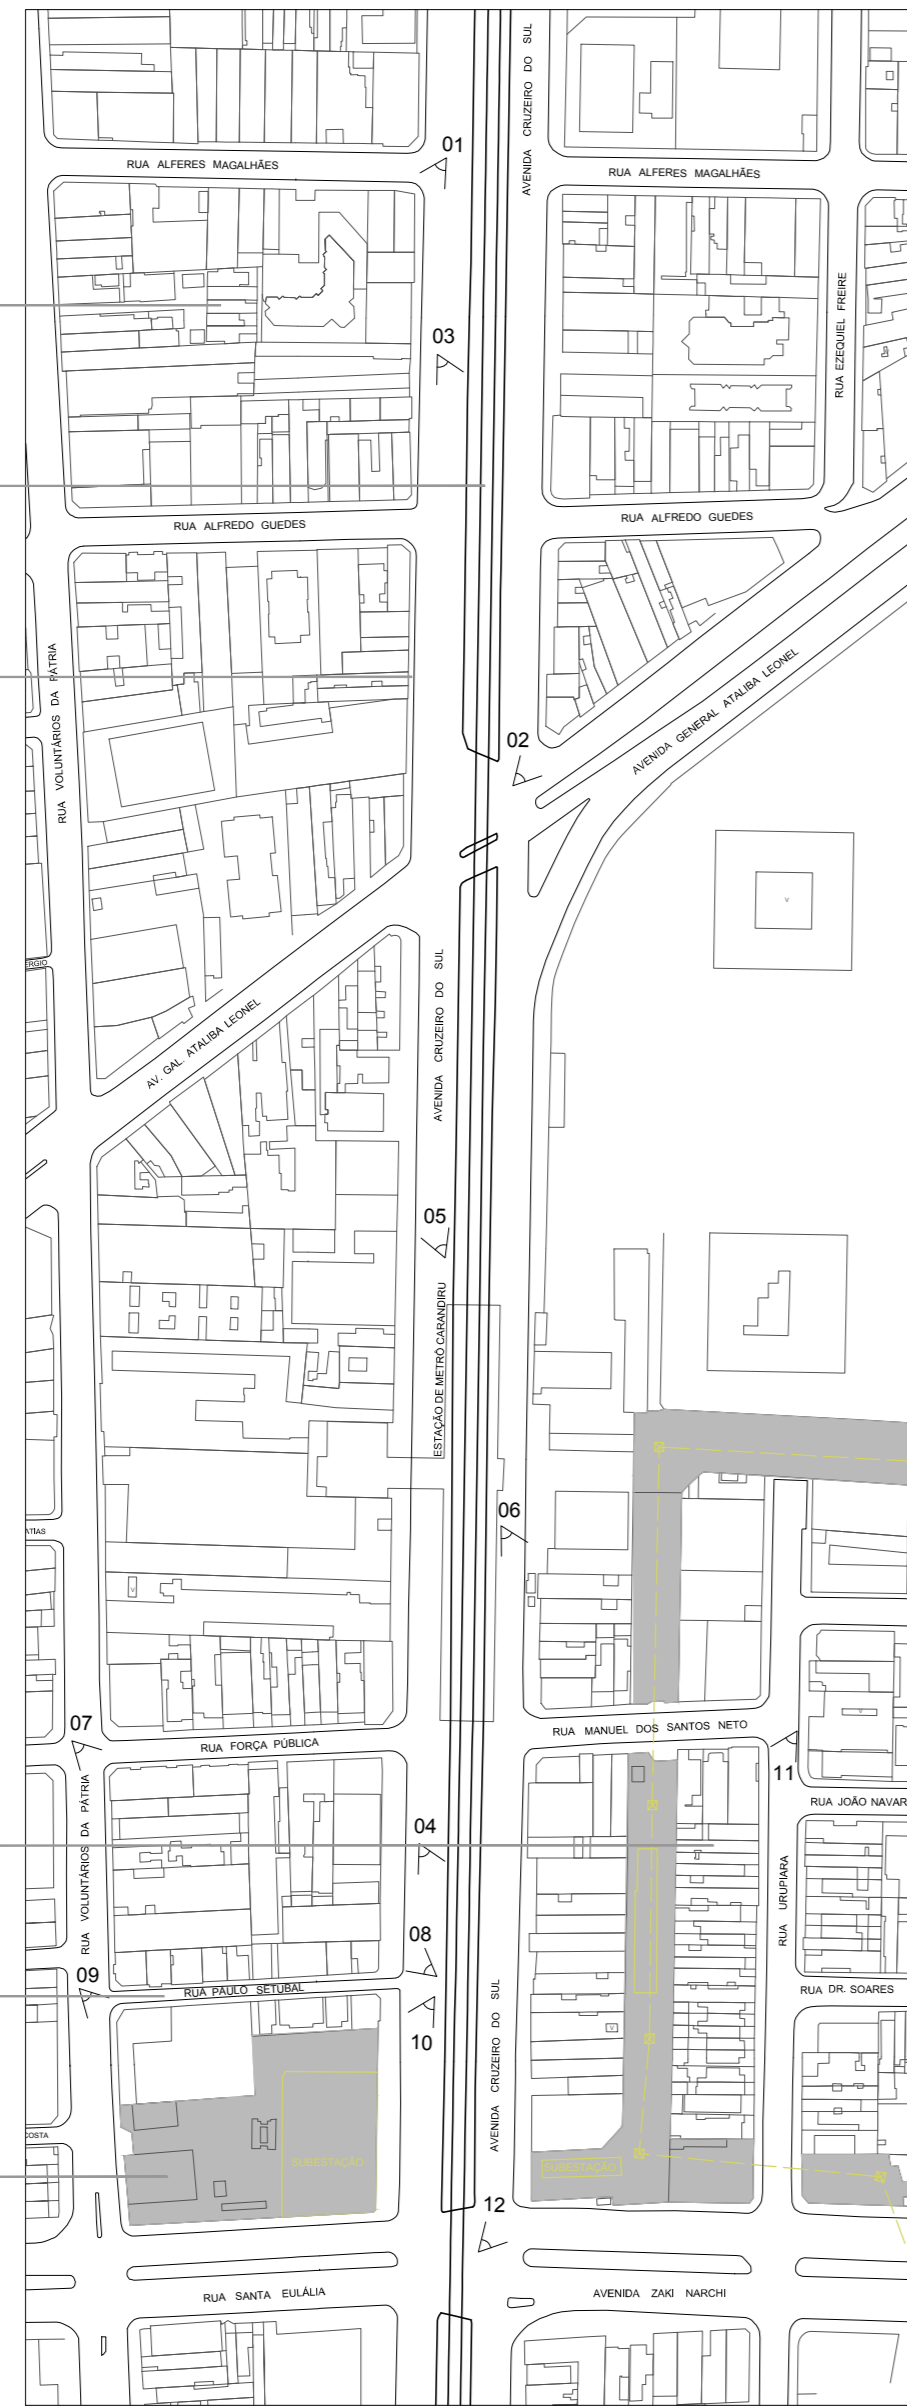 AVENIDA CRUZEIRO DO SUL
01
RUA ALFERES MAGALHÃES
RUA ALFERES MAGALHÃES
03
RUA EZEQUIEL FREIRE
RUA ALFREDO GUEDES
RUA ALFREDO GUEDES
RUA VOLUNTÁRIOS DA PÁTRIA
AVENIDA GENERAL ATALIBA LEONEL
02
V
ERGIO
AVENIDA CRUZEIRO DO SUL
AV. GAL. ATALIBA LEONEL
05
ESTAÇÃO DE METRÔ CARANDIRU
06
ATIAS
V
V
07
RUA FORÇA PÚBLICA
RUA MANUEL DOS SANTOS NETO
11
RUA JOÃO NAVAR
RUA VOLUNTÁRIOS DA PÁTRIA
04
RUA URUPIARA
08
09
RUA PAULO SETUBAL
RUA DR. SOARES
10
V
AVENIDA CRUZEIRO DO SUL
COSTA
SUBESTAÇÃO
SUBESTAÇÃO
12
RUA SANTA EULÁLIA
AVENIDA ZAKI NARCHI